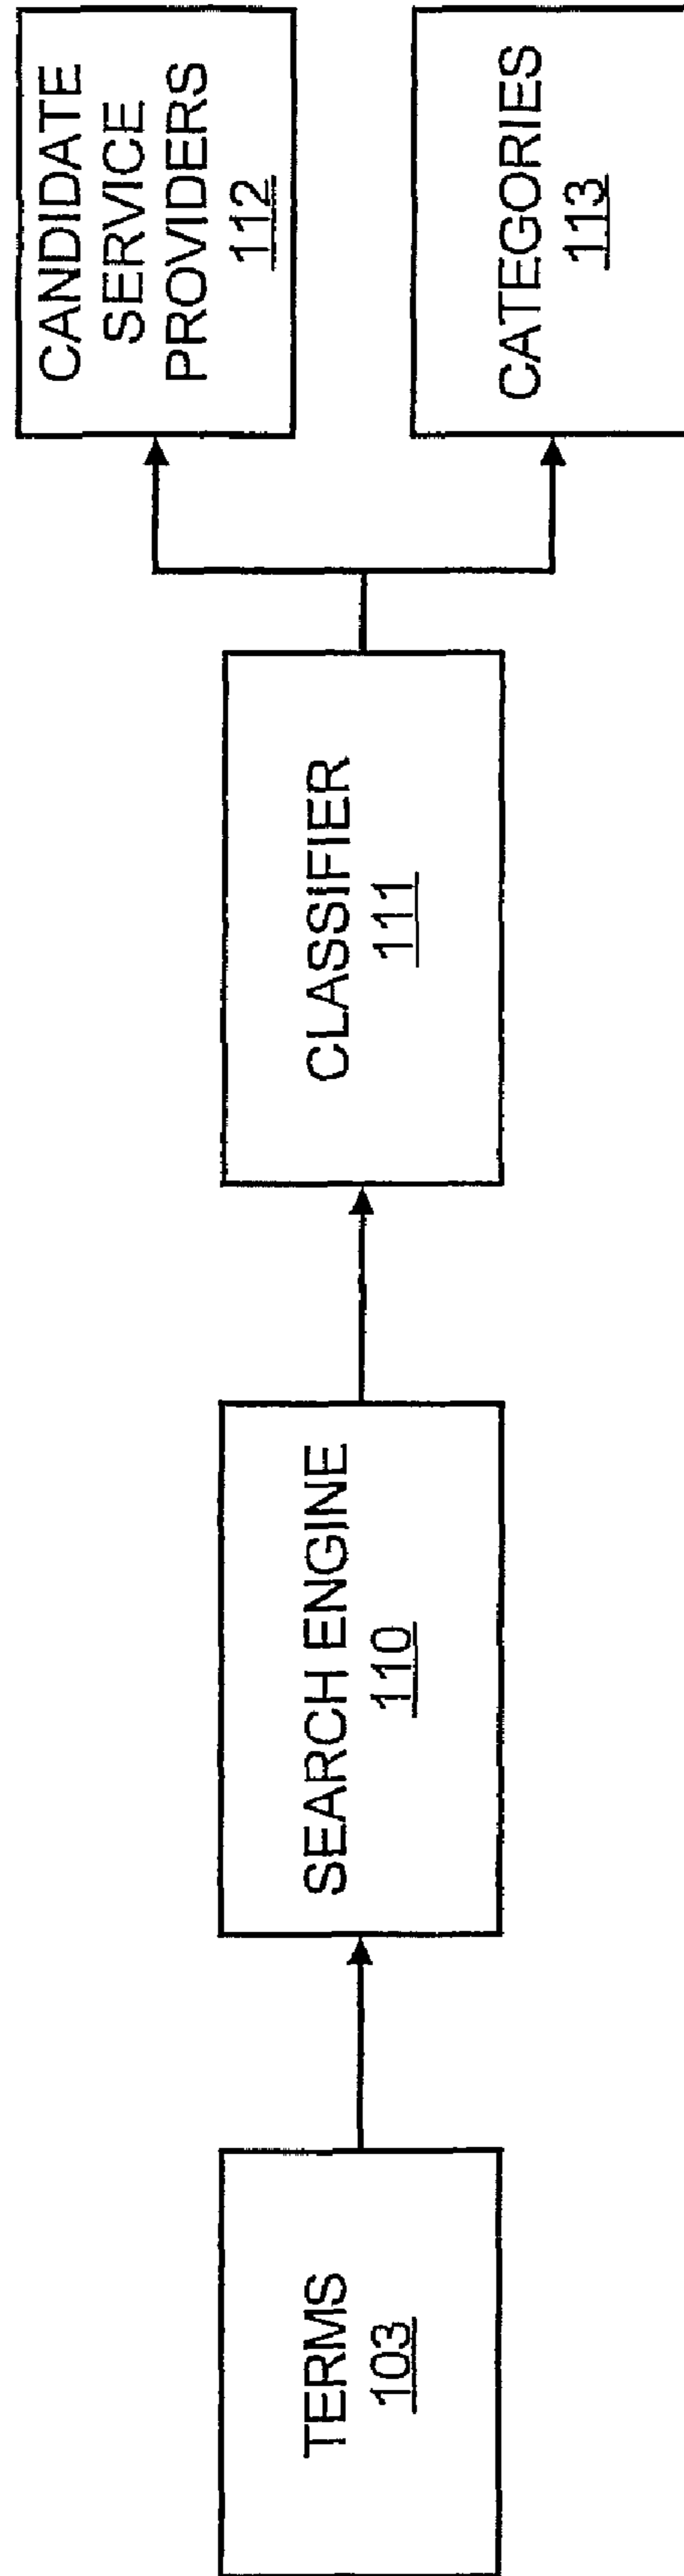 TERMS
103
SEARCH ENGINE
110
CLASSIFIER
111
CANDIDATE
SERVICE
PROVIDERS
112
CATEGORIES
113